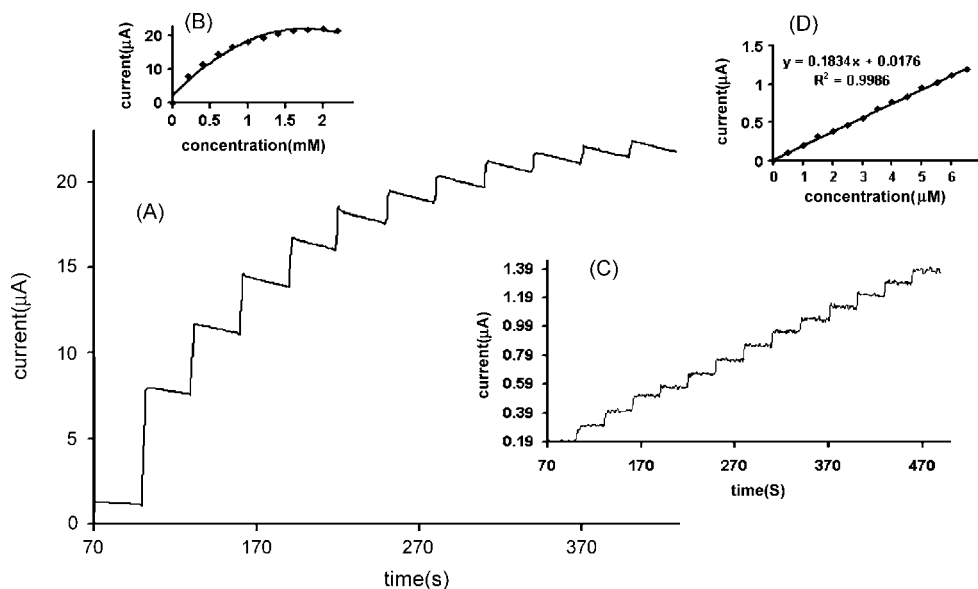 (B)
current(μA)
20
10
0
0 0.5 1 1.5 2
concentration(mM)
(D)
current(μA)
1.5
1
0.5
0
y = 0.1834x + 0.0176
R² = 0.9986
0 1 2 3 4 5 6
concentration(μM)
(A)
current(μA)
20
15
10
5
0
70 170 270 370
time(s)
(C)
current(μA)
1.39
1.19
0.99
0.79
0.59
0.39
0.19
70 170 270 370 470
time(S)